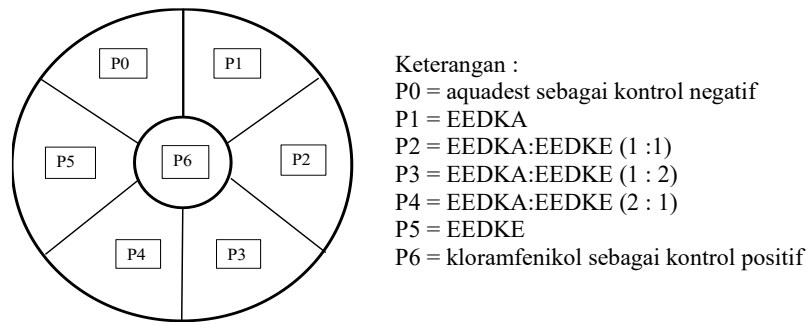 P0
P1
P5
P6
P2
P4
P3
Keterangan :
P0 = aquadest sebagai kontrol negatif
P1 = EEDKA
P2 = EEDKA:EEDKE (1 :1)
P3 = EEDKA:EEDKE (1 : 2)
P4 = EEDKA:EEDKE (2 : 1)
P5 = EEDKE
P6 = kloramfenikol sebagai kontrol positif